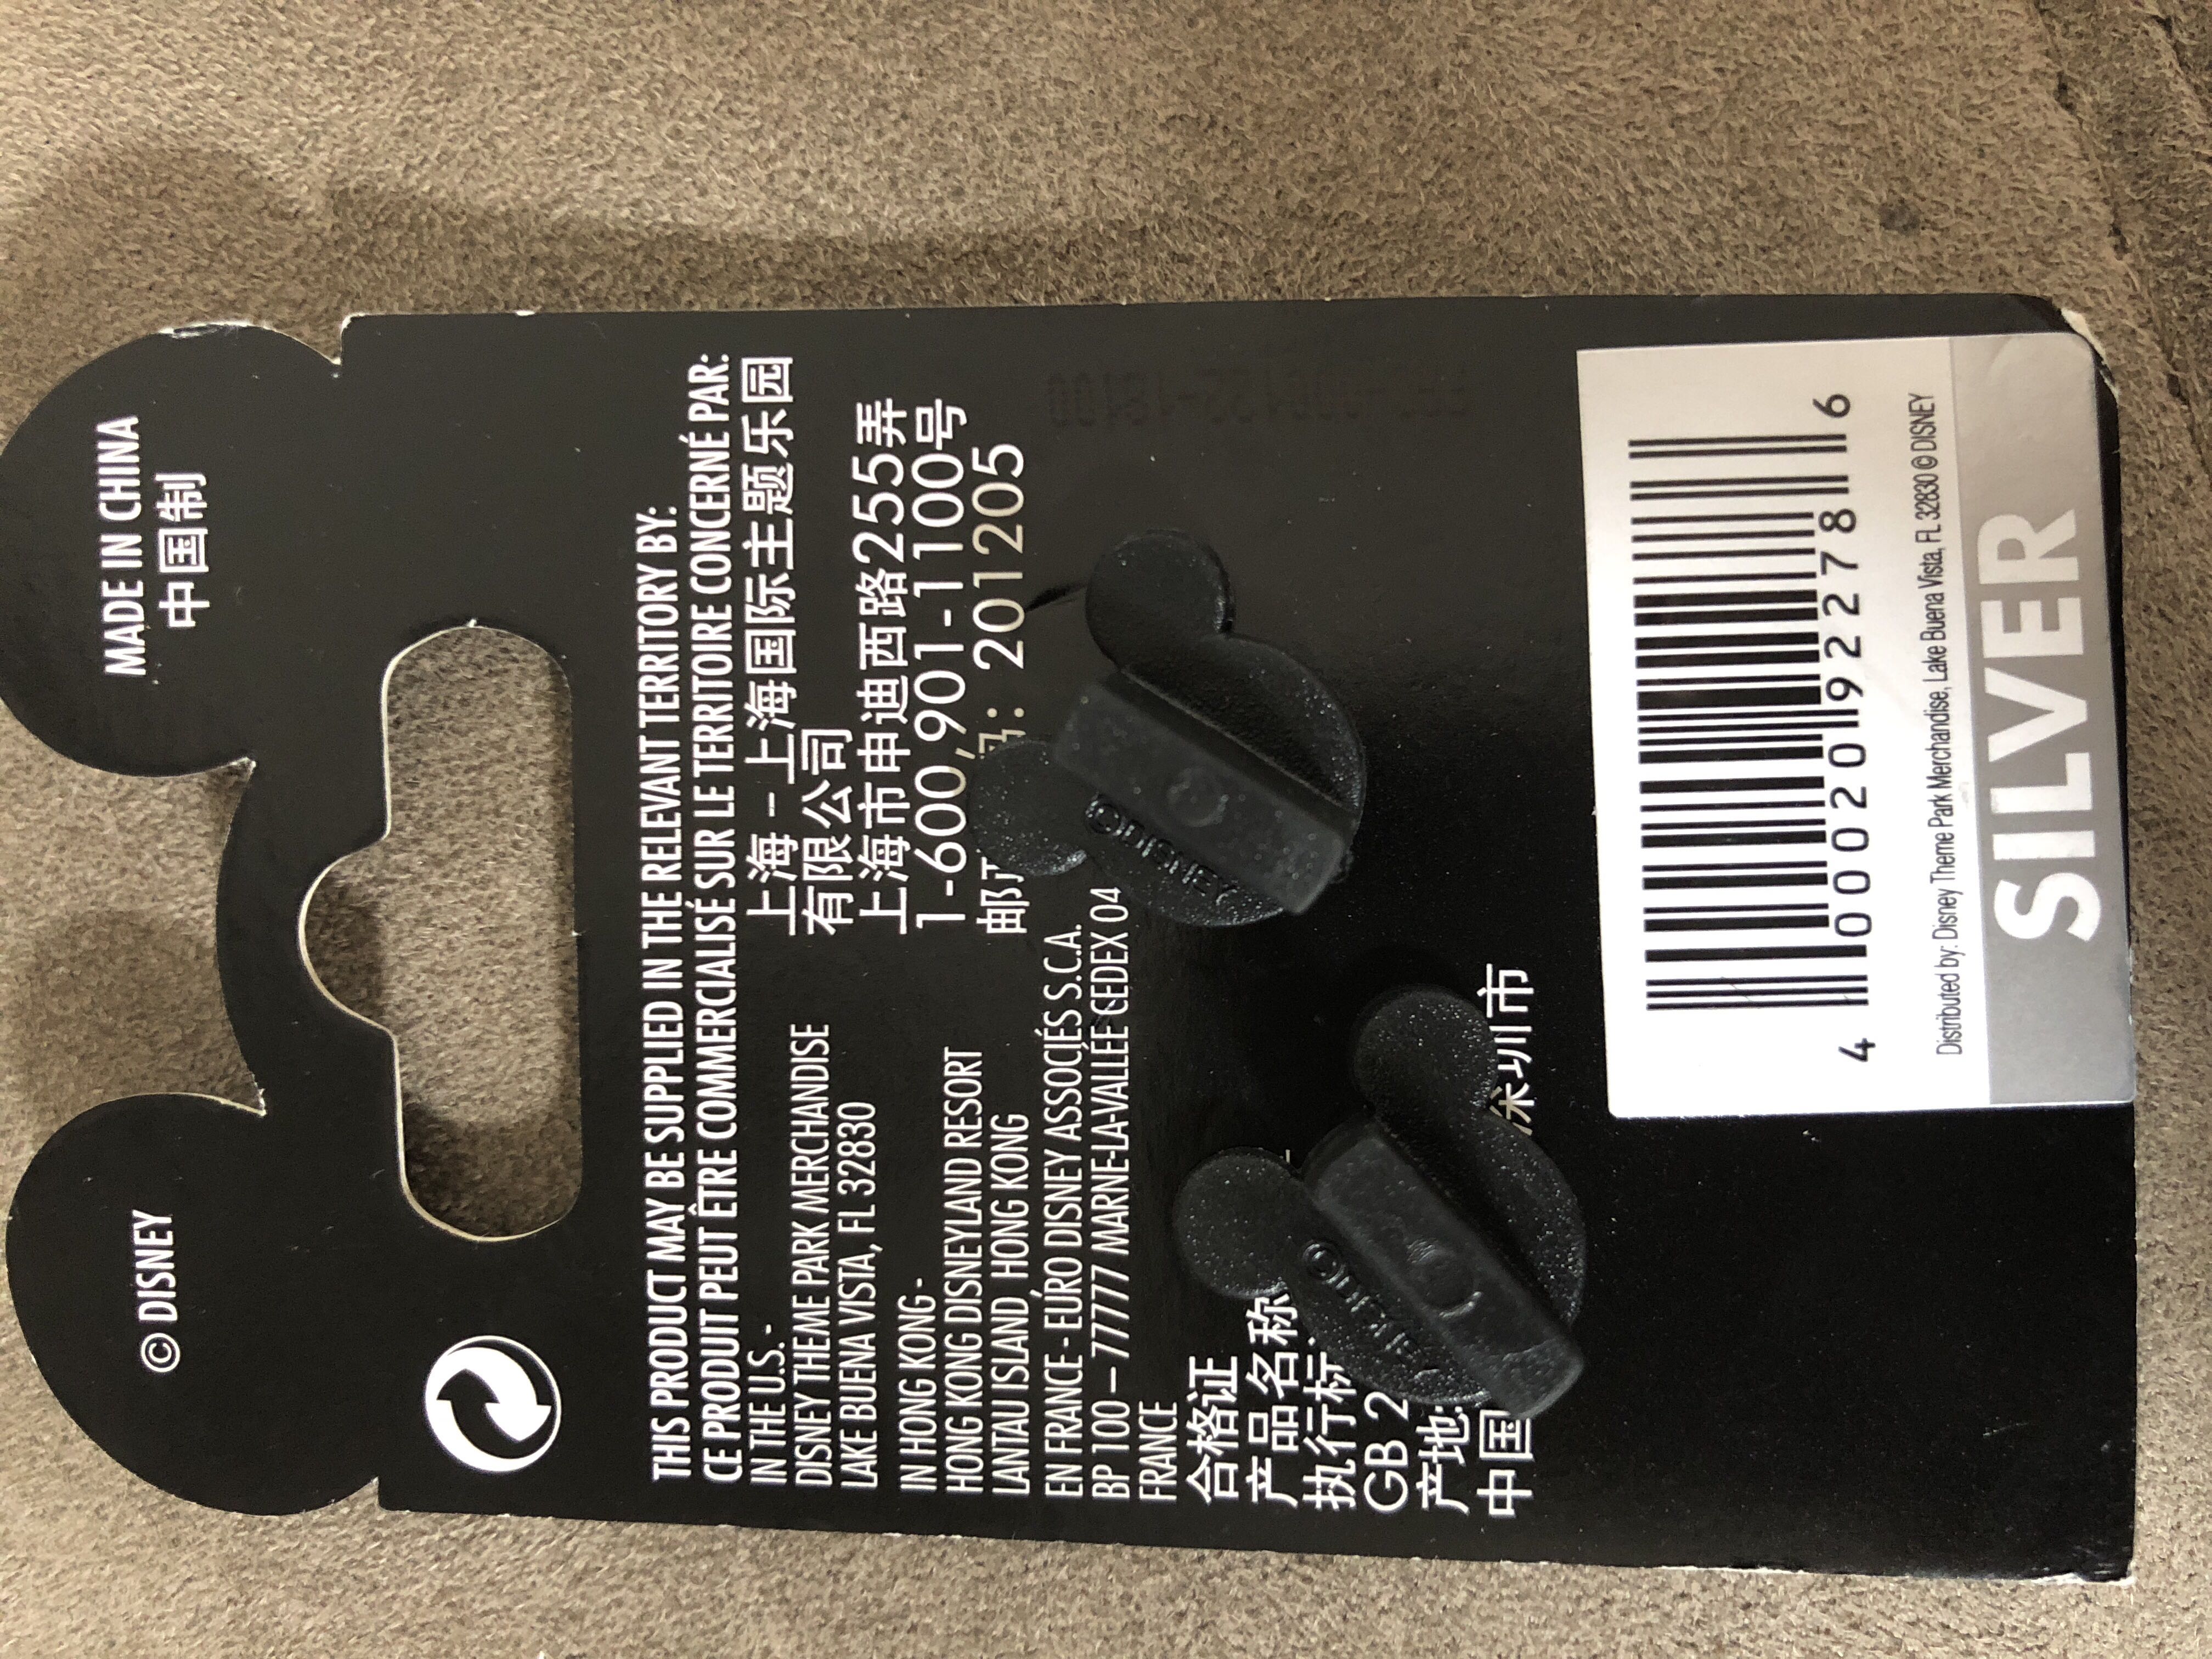 © DISNEY
MADE IN CHINA
中国制
THIS PRODUCT MAY BE SUPPLIED IN THE RELEVANT TERRITORY BY:
CE PRODUIT PEUT ÊTRE COMMERCIALISÉ SUR LE TERRITOIRE CONCERNÉ PAR:
IN THE U.S. -
DISNEY THEME PARK MERCHANDISE
LAKE BUENA VISTA, FL 32830
IN HONG KONG -
HONG KONG DISNEYLAND RESORT
LANTAU ISLAND, HONG KONG
EN FRANCE - EURO DISNEY ASSOCIÉS S.C.A.
BP 100 – 77777 MARNE-LA-VALLÉE CEDEX 04
FRANCE
上海 – 上海国际主题乐园
有限公司
上海市申迪西路255弄
1-600,901-1100号
邮 : 201205
合格证
产品名称
执行标
GB 2
产地:
中国 深圳市
©DISNEY
©DISNEY
4 00020 92278 6
Distributed by: Disney Theme Park Merchandise, Lake Buena Vista, FL 32830 © DISNEY
SILVER